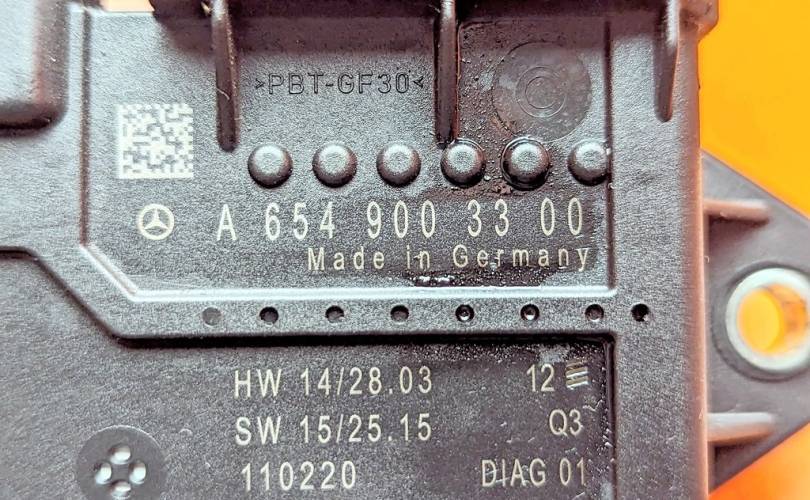 >PBT-GF30<
A 654 900 33 00
Made in Germany
HW 14/28.03 12
SW 15/25.15 Q3
110220 DIAG 01